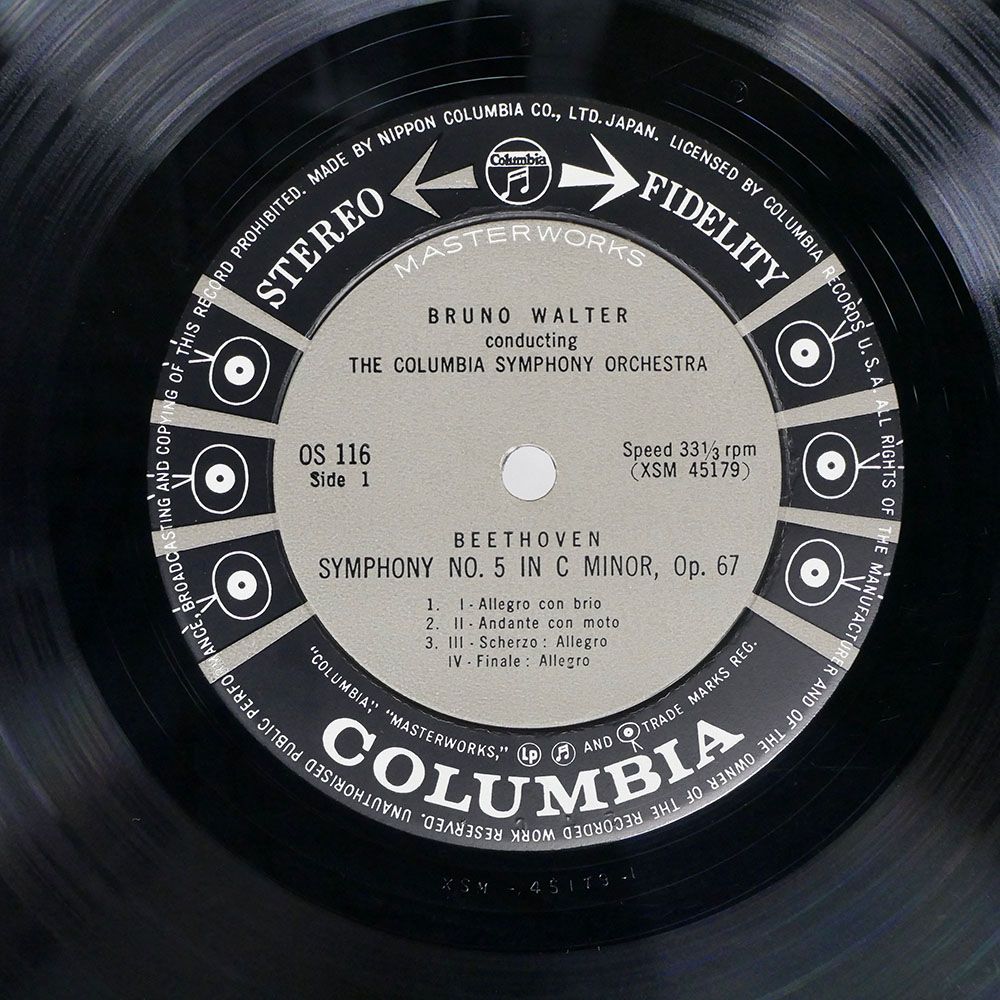 UNAUTHORISED PUBLIC PERFORMANCE, BROADCASTING AND COPYING OF THIS RECORD PROHIBITED. MADE BY NIPPON COLUMBIA CO., LTD. JAPAN. LICENSED BY COLUMBIA RECORDS U. S. A. ALL RIGHTS OF THE MANUFACTURER AND OF THE OWNER OF THE RECORDED WORK RESERVED.
Columbia
STEREO FIDELITY
MASTERWORKS
BRUNO WALTER
conducting
THE COLUMBIA SYMPHONY ORCHESTRA
OS 116
Side 1
Speed 33⅓ rpm
(XSM 45179)
BEETHOVEN
SYMPHONY NO. 5 IN C MINOR, Op. 67
1. I - Allegro con brio
2. II - Andante con moto
3. III - Scherzo : Allegro
IV - Finale : Allegro
"COLUMBIA," "MASTERWORKS," Lp AND TRADE MARKS REG.
COLUMBIA
XSM - 45179-1